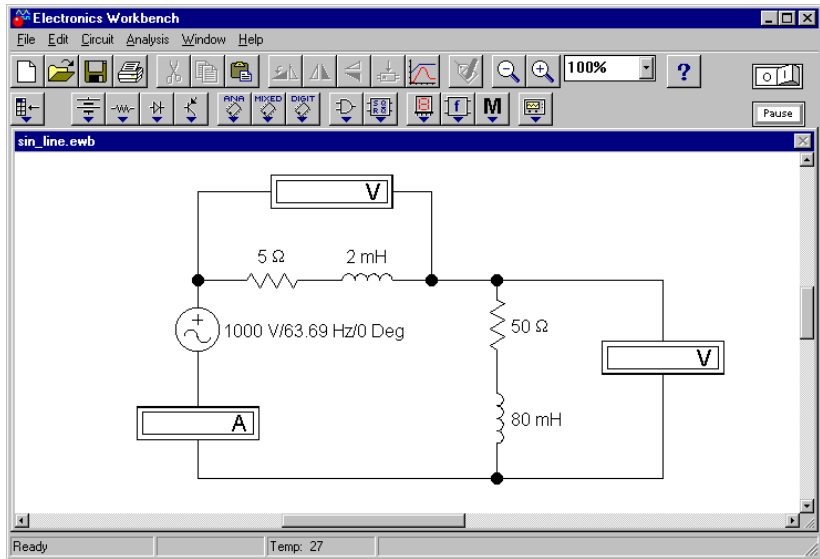 Electronics Workbench
File Edit Circuit Analysis Window Help
100%
?
O I
ANA MIXED DIGIT
f
M
Pause
sin_line.ewb
V
5 Ω
2 mH
1000 V/63.69 Hz/0 Deg
50 Ω
V
A
80 mH
Ready
Temp: 27